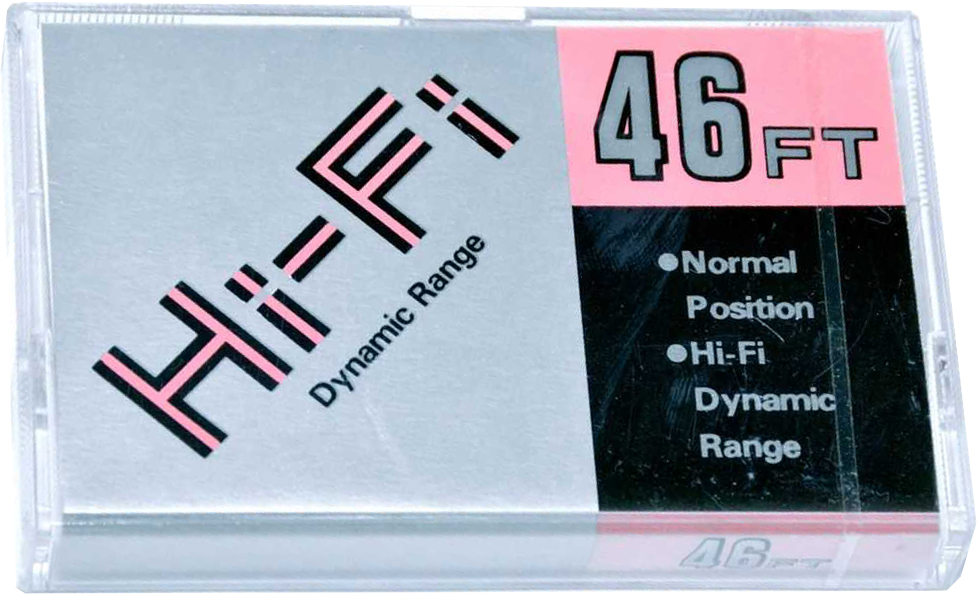 Hi-Fi
Dynamic Range
46FT
●Normal
Position
●Hi-Fi
Dynamic
Range
46FT